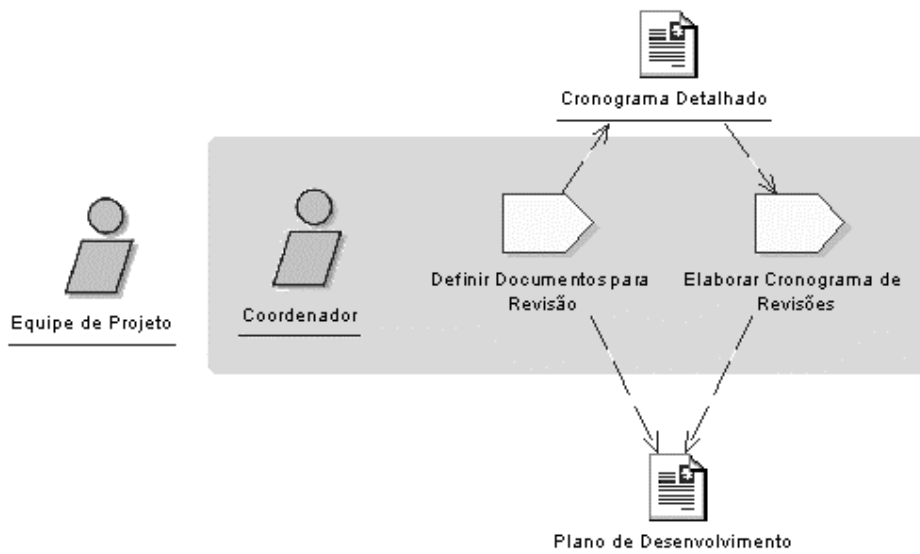 Cronograma Detalhado
Equipe de Projeto
Coordenador
Definir Documentos para
Revisão
Elaborar Cronograma de
Revisões
Plano de Desenvolvimento